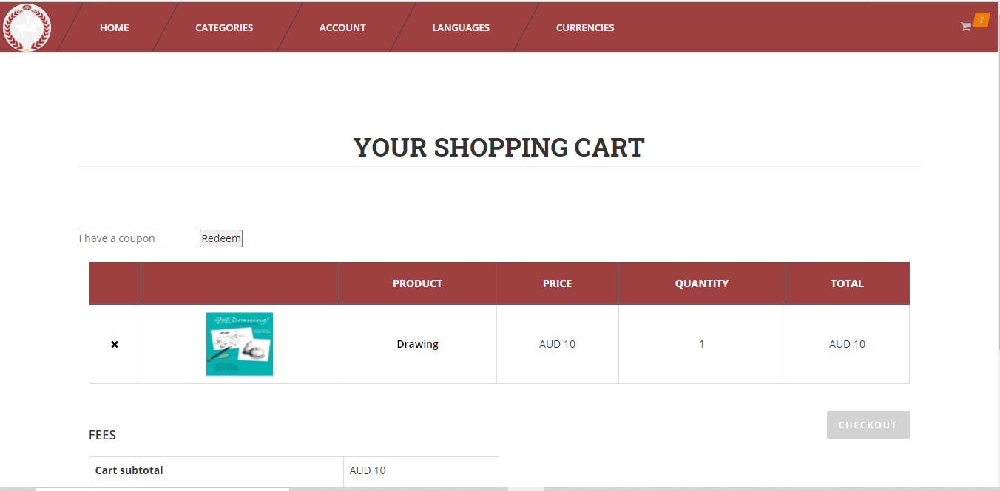 HOME CATEGORIES ACCOUNT LANGUAGES CURRENCIES 1
YOUR SHOPPING CART
I have a coupon Redeem
PRODUCT PRICE QUANTITY TOTAL
Get Drawing!
✖ Drawing AUD 10 1 AUD 10
CHECKOUT
FEES
Cart subtotal AUD 10